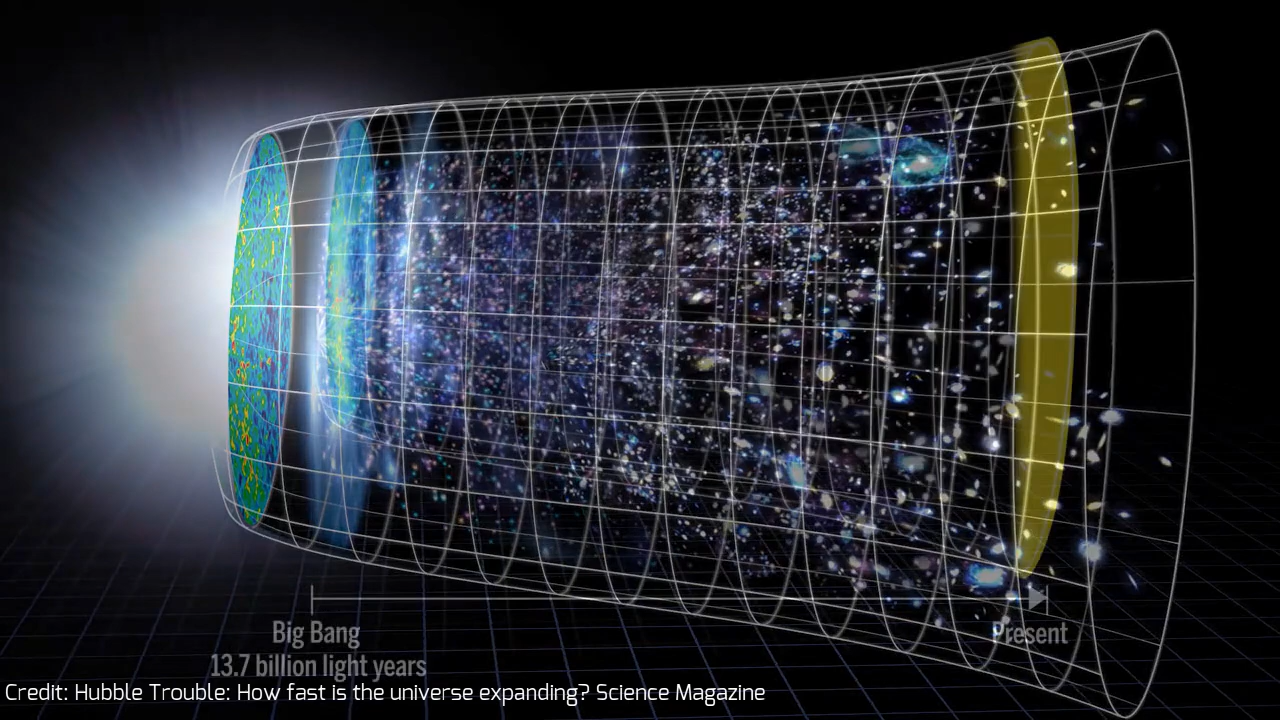 Big Bang
13.7 billion light years
Present
Credit: Hubble Trouble: How fast is the universe expanding? Science Magazine